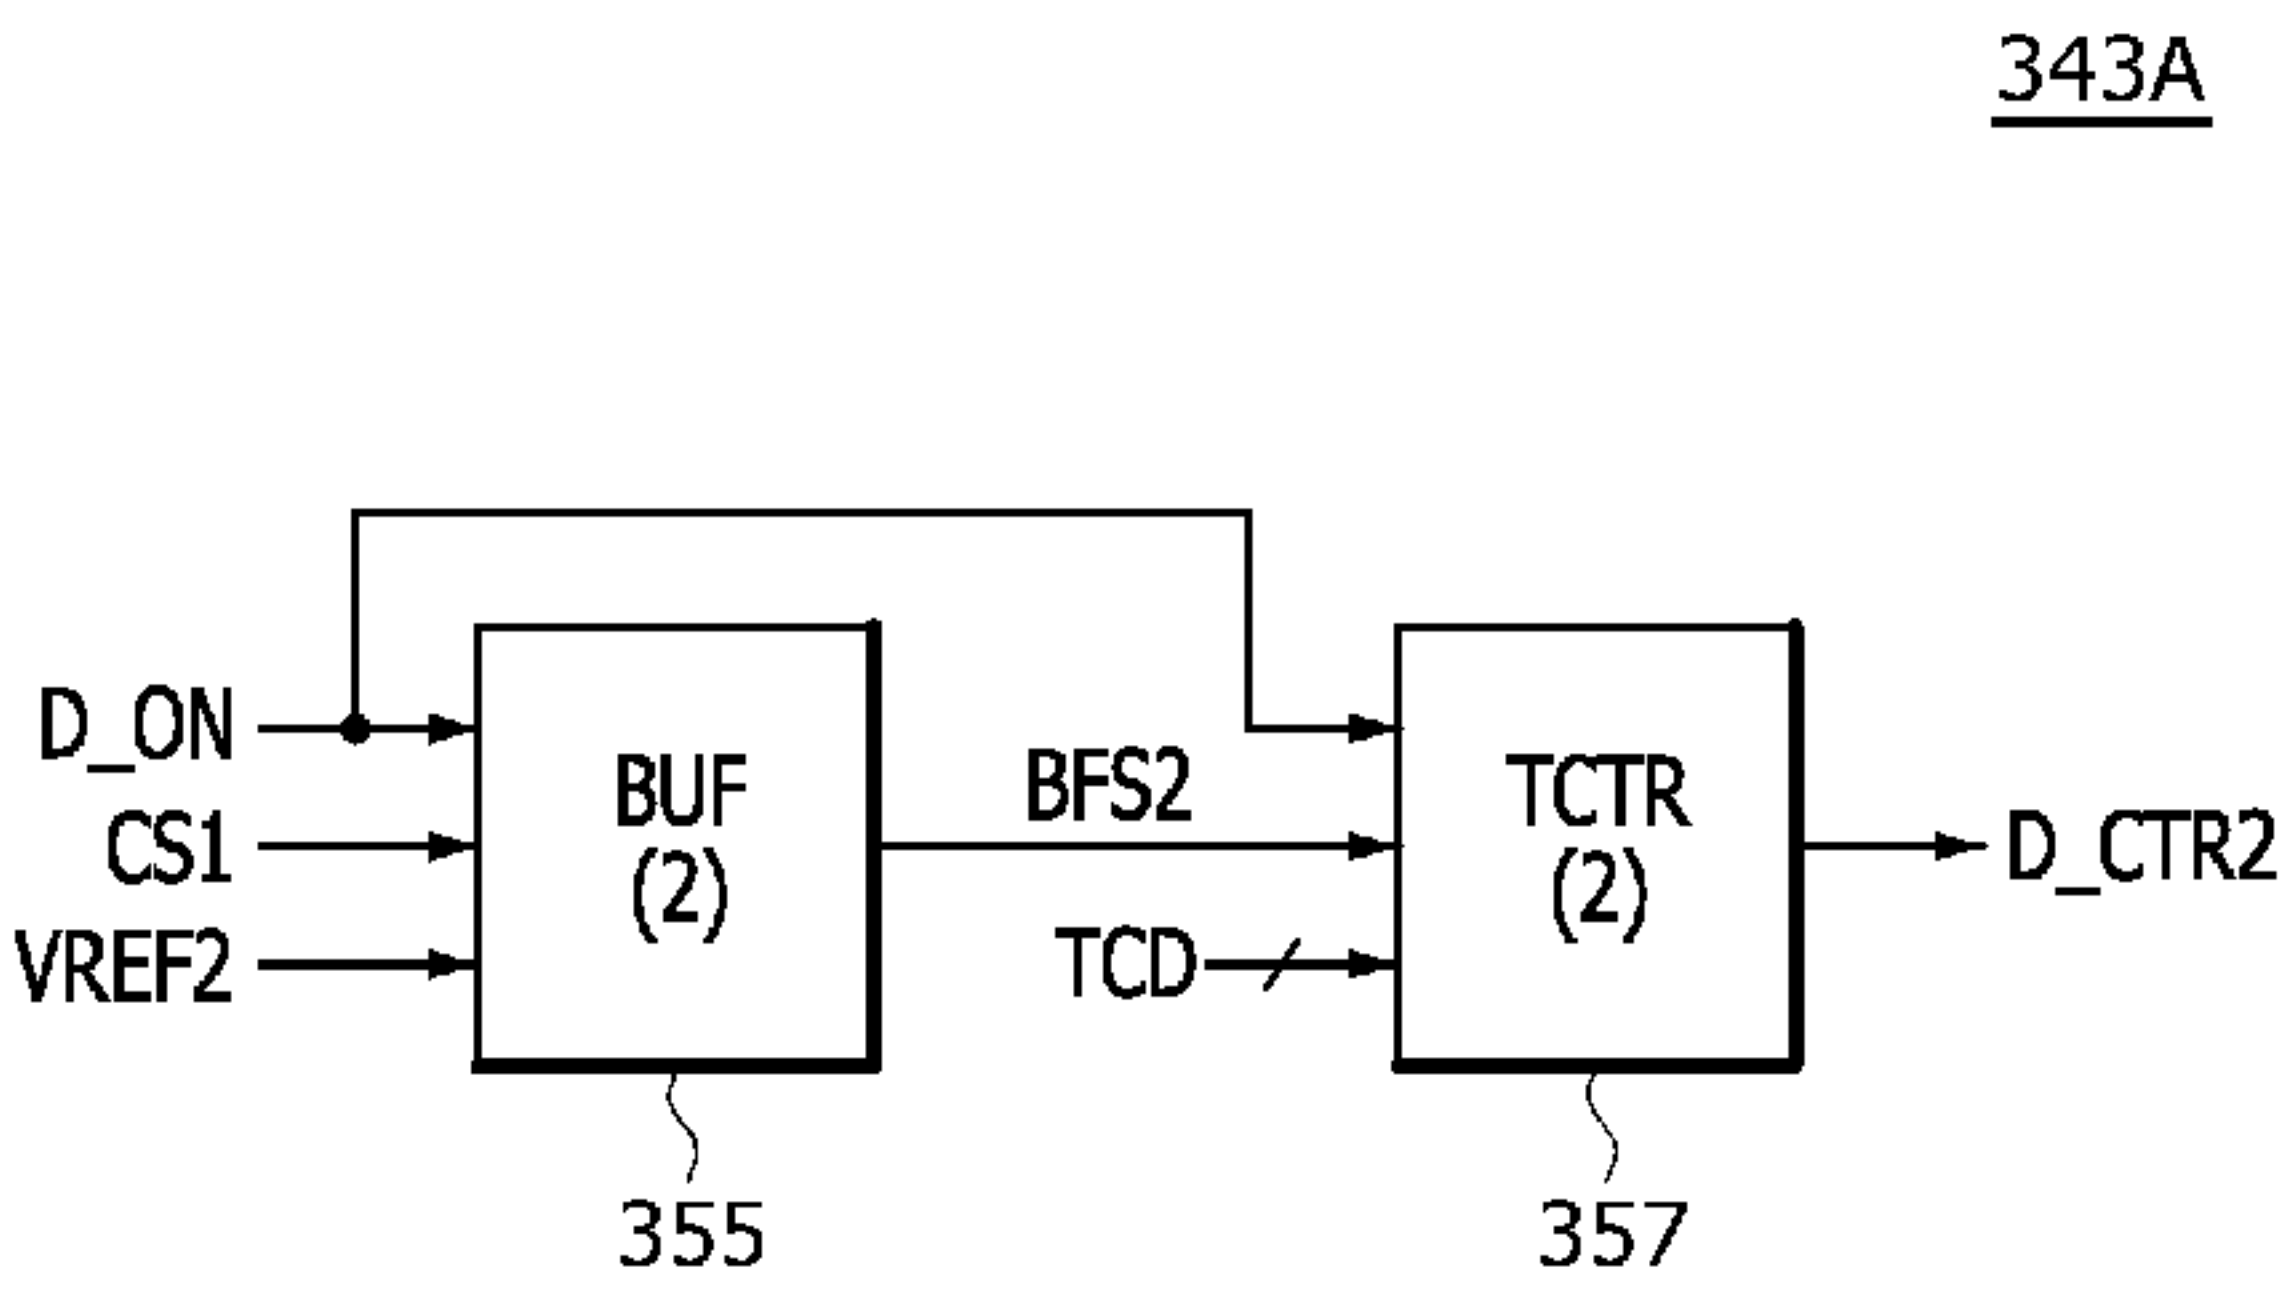 343A
D_ON
CS1
VREF2
BUF
(2)
BFS2
TCD
TCTR
(2)
D_CTR2
355
357